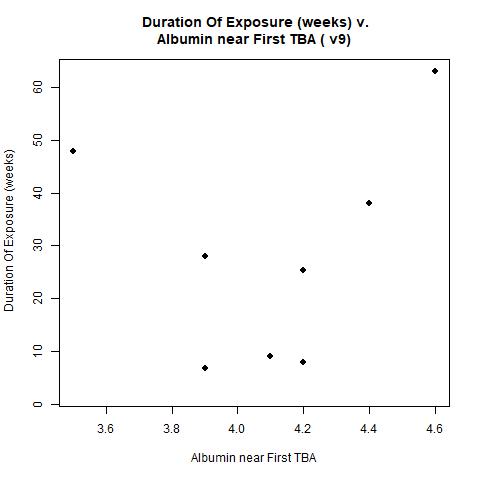 Duration Of Exposure (weeks) v.
Albumin near First TBA ( v9)
Duration Of Exposure (weeks)
60
50
40
30
20
10
0
3.6 3.8 4.0 4.2 4.4 4.6
Albumin near First TBA